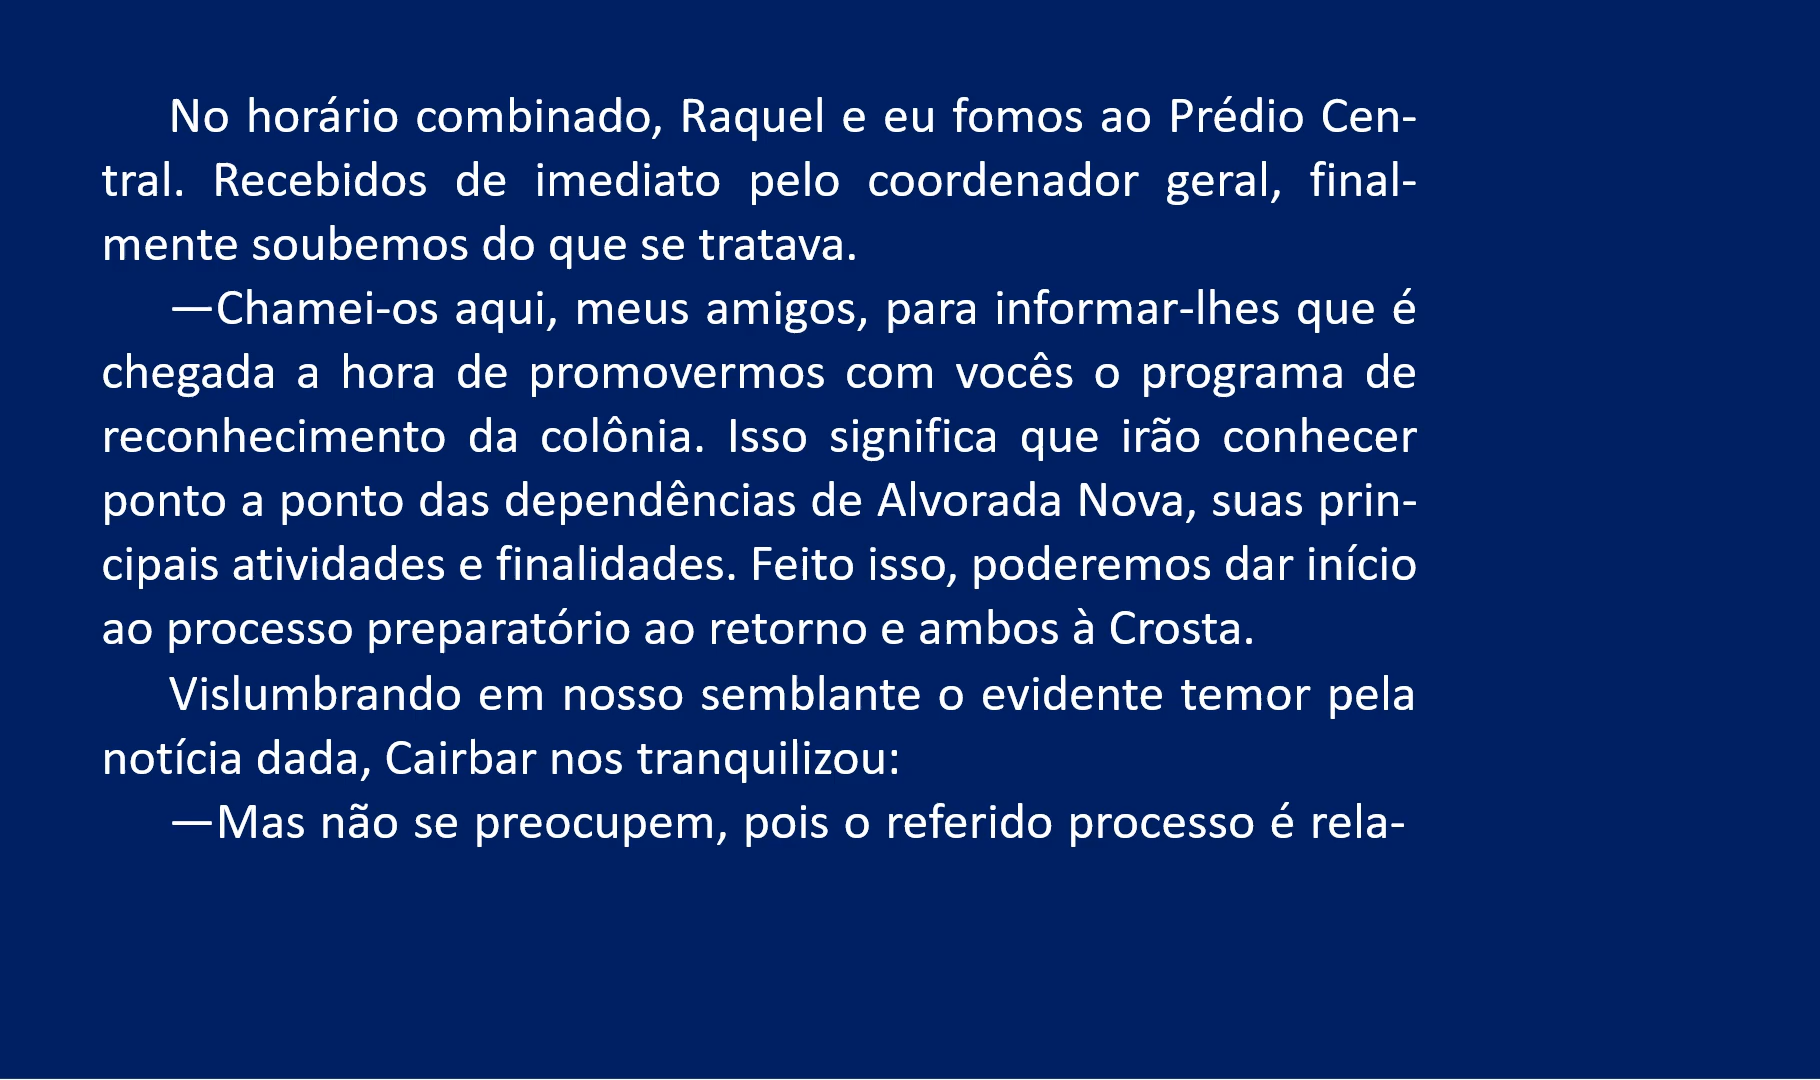 No horário combinado, Raquel e eu fomos ao Prédio Cen-
tral. Recebidos de imediato pelo coordenador geral, final-
mente soubemos do que se tratava.
—Chamei-os aqui, meus amigos, para informar-lhes que é
chegada a hora de promovermos com vocês o programa de
reconhecimento da colônia. Isso significa que irão conhecer
ponto a ponto das dependências de Alvorada Nova, suas prin-
cipais atividades e finalidades. Feito isso, poderemos dar início
ao processo preparatório ao retorno e ambos à Crosta.
Vislumbrando em nosso semblante o evidente temor pela
notícia dada, Cairbar nos tranquilizou:
—Mas não se preocupem, pois o referido processo é rela-